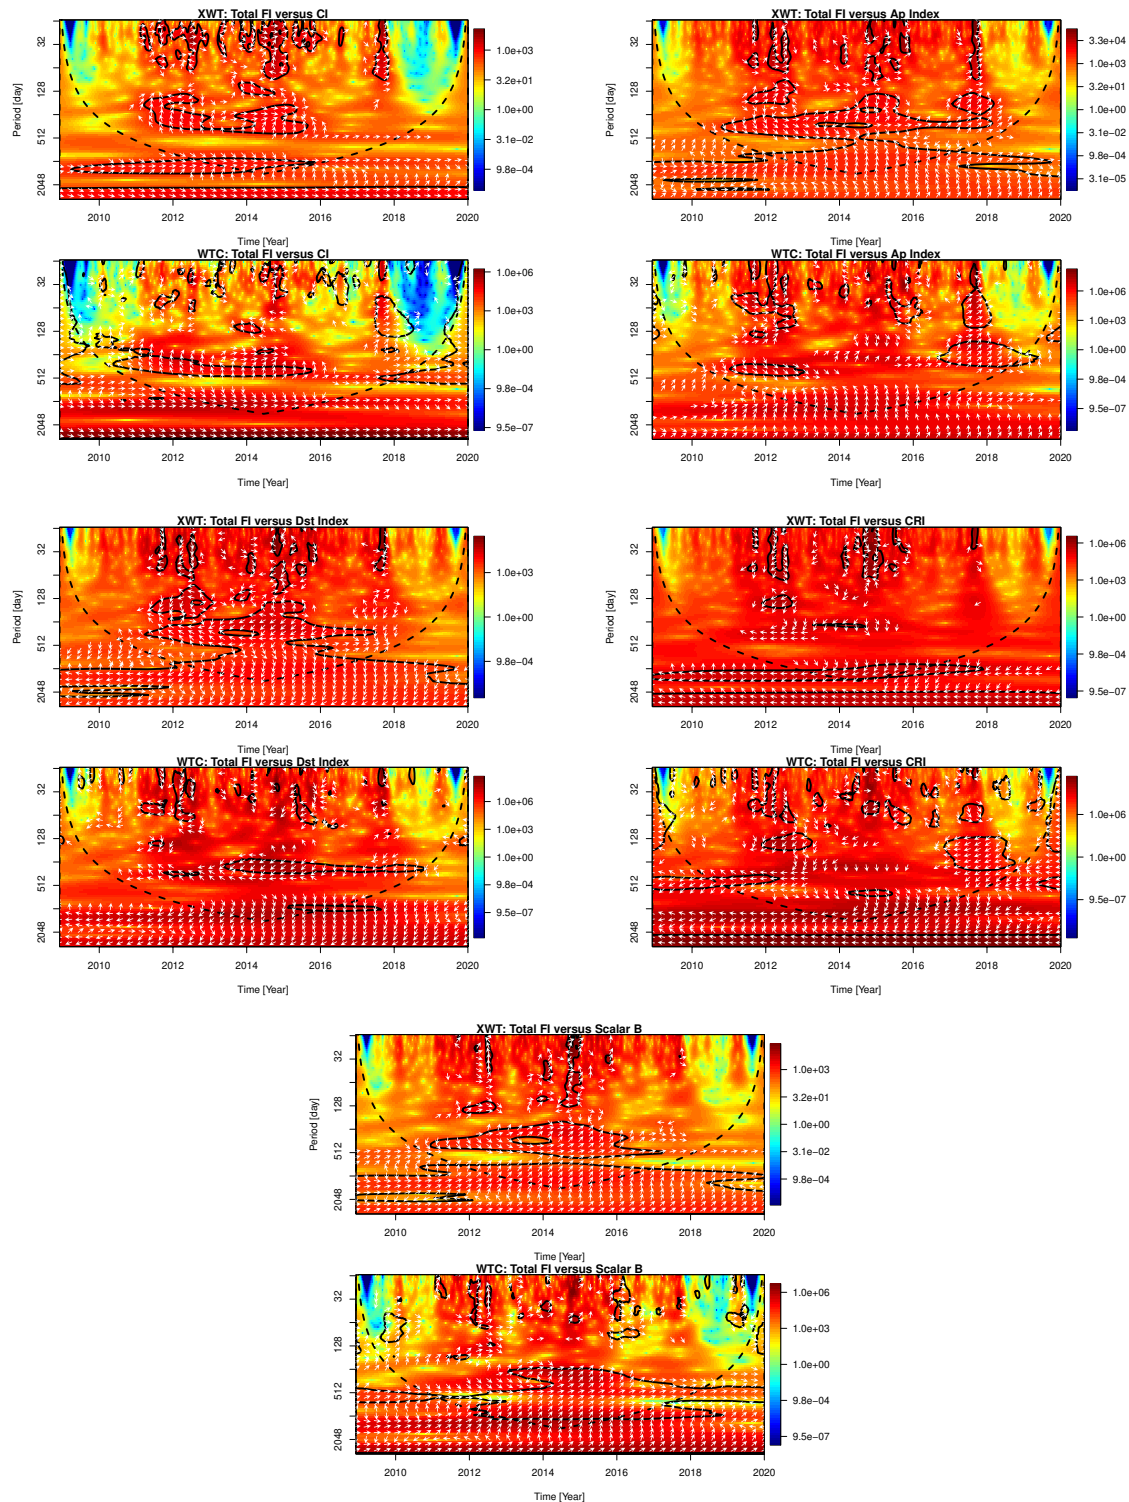 XWT: Total FI versus CI
Period [day]
32
128
512
2048
1.0e+03
3.2e+01
1.0e+00
3.1e−02
9.8e−04
2010 2012 2014 2016 2018 2020
Time [Year]
XWT: Total FI versus Ap Index
Period [day]
32
128
512
2048
3.3e+04
1.0e+03
3.2e+01
1.0e+00
3.1e−02
9.8e−04
3.1e−05
2010 2012 2014 2016 2018 2020
Time [Year]
WTC: Total FI versus CI
32
128
512
2048
1.0e+06
1.0e+03
1.0e+00
9.8e−04
9.5e−07
2010 2012 2014 2016 2018 2020
Time [Year]
WTC: Total FI versus Ap Index
32
128
512
2048
1.0e+06
1.0e+03
1.0e+00
9.8e−04
9.5e−07
2010 2012 2014 2016 2018 2020
Time [Year]
XWT: Total FI versus Dst Index
Period [day]
32
128
512
2048
1.0e+03
1.0e+00
9.8e−04
2010 2012 2014 2016 2018 2020
Time [Year]
XWT: Total FI versus CRI
Period [day]
32
128
512
2048
1.0e+06
1.0e+03
1.0e+00
9.8e−04
9.5e−07
2010 2012 2014 2016 2018 2020
Time [Year]
WTC: Total FI versus Dst Index
32
128
512
2048
1.0e+06
1.0e+03
1.0e+00
9.8e−04
9.5e−07
2010 2012 2014 2016 2018 2020
Time [Year]
WTC: Total FI versus CRI
32
128
512
2048
1.0e+06
1.0e+00
9.5e−07
2010 2012 2014 2016 2018 2020
Time [Year]
XWT: Total FI versus Scalar B
Period [day]
32
128
512
2048
1.0e+03
3.2e+01
1.0e+00
3.1e−02
9.8e−04
2010 2012 2014 2016 2018 2020
Time [Year]
WTC: Total FI versus Scalar B
32
128
512
2048
1.0e+06
1.0e+03
1.0e+00
9.8e−04
9.5e−07
2010 2012 2014 2016 2018 2020
Time [Year]